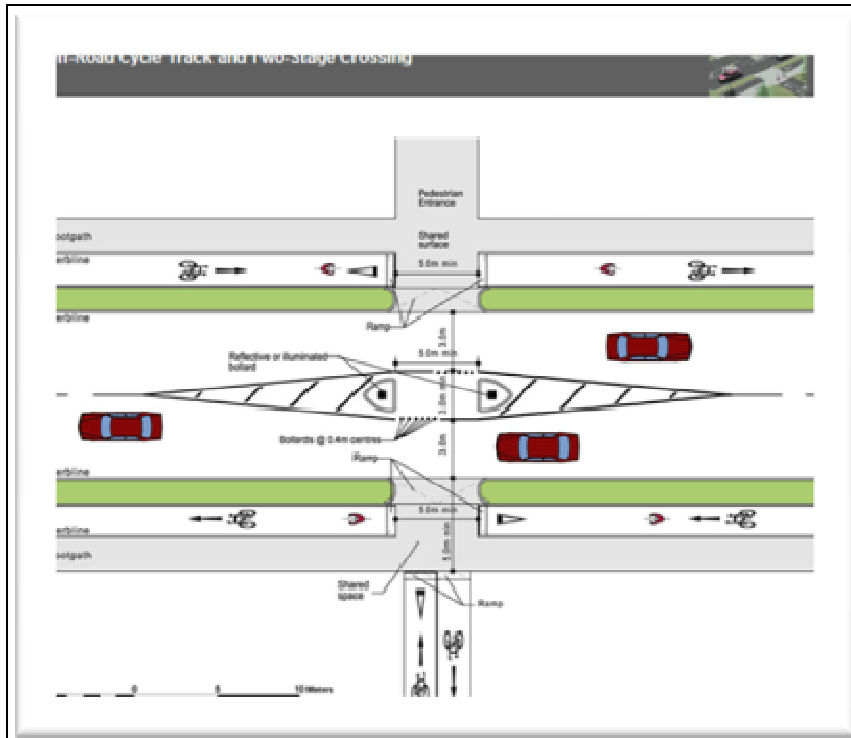 n-Road Cycle Track and Two-Stage Crossing
Pedestrian
Entrance
ootpath
Shared
surface
erbline
5.0m min
Ramp
3.0m
erbline
5.0m min
Reflective or illuminated
bollard
3.0m min
Bollards @ 0.4m centres
3.0m
Ramp
erbline
5.0m min
5.0m min
erbline
ootpath
Shared
space
Ramp
0 5 10 Meters